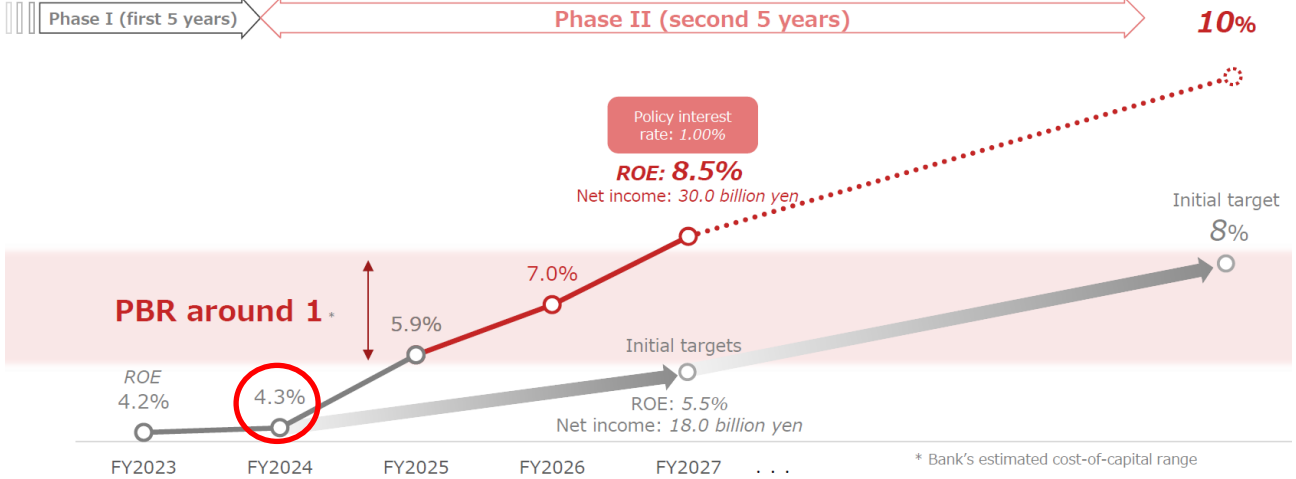 Phase I (first 5 years)
Phase II (second 5 years)
10%
Policy interest
rate: 1.00%
ROE: 8.5%
Net income: 30.0 billion yen
Initial target
8%
7.0%
PBR around 1 *
5.9%
Initial targets
ROE
4.2%
4.3%
ROE: 5.5%
Net income: 18.0 billion yen
FY2023
FY2024
FY2025
FY2026
FY2027
. . .
* Bank's estimated cost-of-capital range